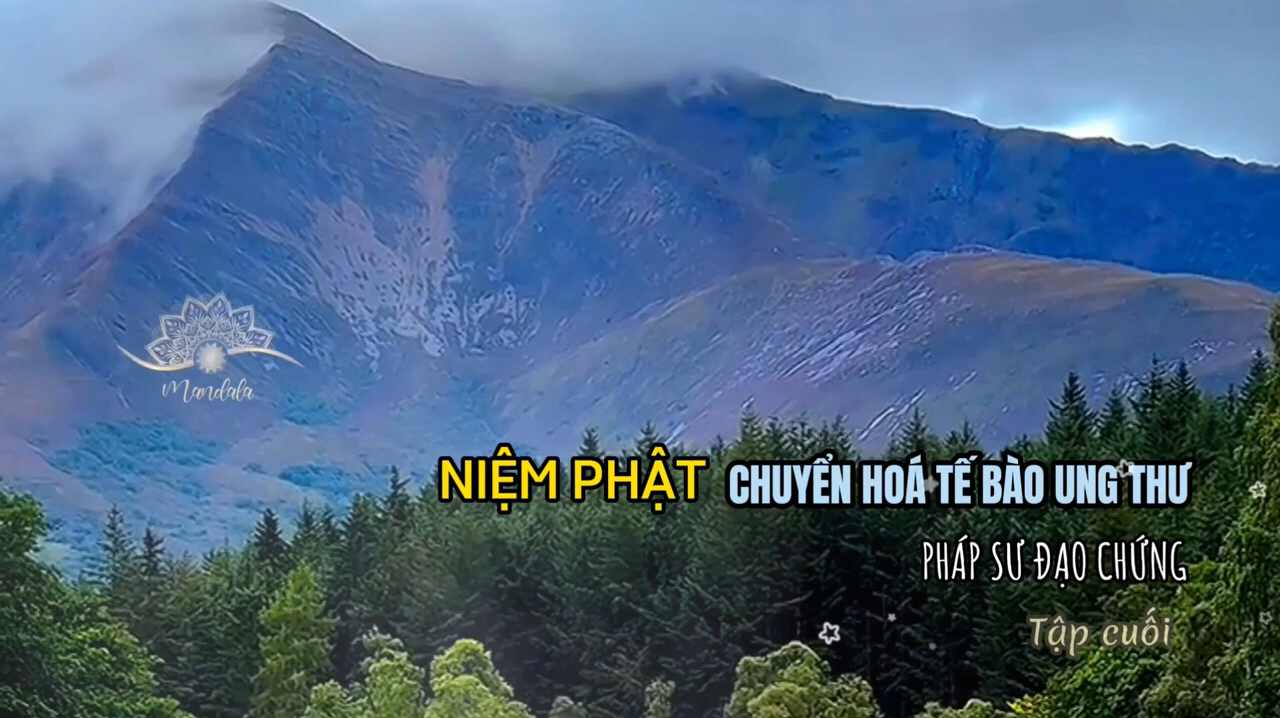 Mandala
NIỆM PHẬT CHUYỂN HOÁ TẾ BÀO UNG THƯ
PHÁP SƯ ĐẠO CHỨNG
Tập cuối